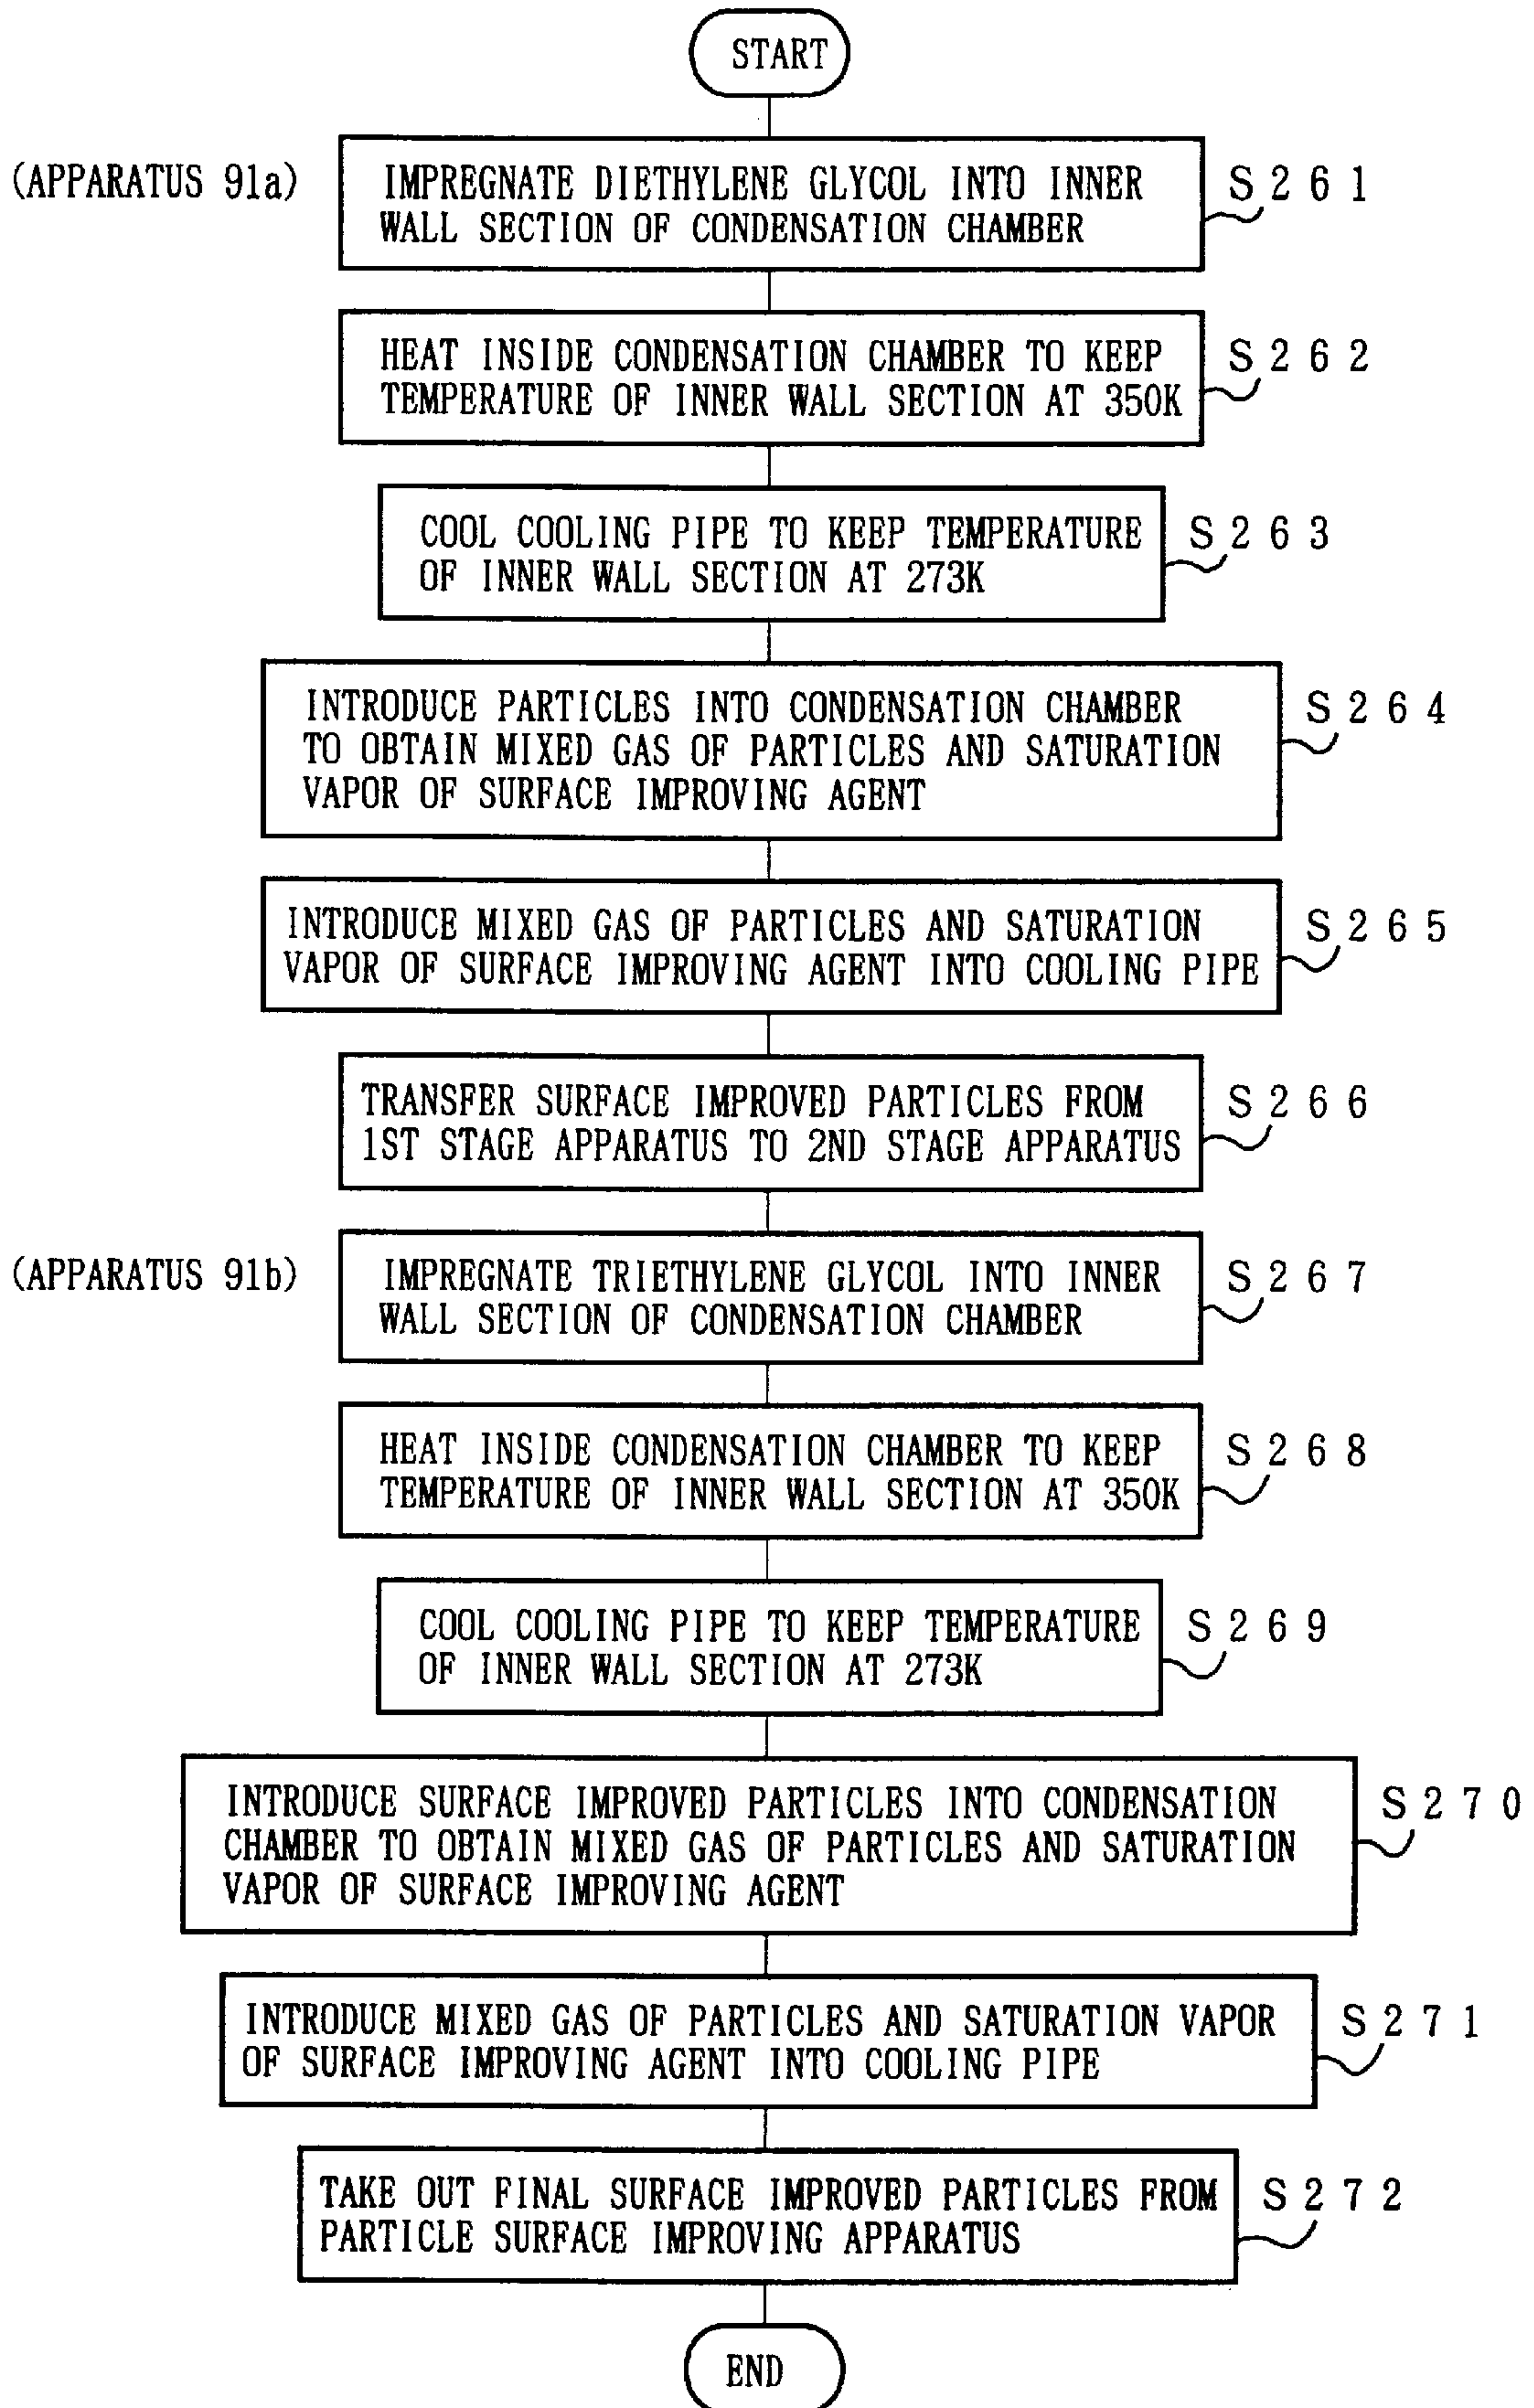 START
(APPARATUS 91a)
IMPREGNATE DIETHYLENE GLYCOL INTO INNER
WALL SECTION OF CONDENSATION CHAMBER
S261
HEAT INSIDE CONDENSATION CHAMBER TO KEEP
TEMPERATURE OF INNER WALL SECTION AT 350K
S262
COOL COOLING PIPE TO KEEP TEMPERATURE
OF INNER WALL SECTION AT 273K
S263
INTRODUCE PARTICLES INTO CONDENSATION CHAMBER
TO OBTAIN MIXED GAS OF PARTICLES AND SATURATION
VAPOR OF SURFACE IMPROVING AGENT
S264
INTRODUCE MIXED GAS OF PARTICLES AND SATURATION
VAPOR OF SURFACE IMPROVING AGENT INTO COOLING PIPE
S265
TRANSFER SURFACE IMPROVED PARTICLES FROM
1ST STAGE APPARATUS TO 2ND STAGE APPARATUS
S266
(APPARATUS 91b)
IMPREGNATE TRIETHYLENE GLYCOL INTO INNER
WALL SECTION OF CONDENSATION CHAMBER
S267
HEAT INSIDE CONDENSATION CHAMBER TO KEEP
TEMPERATURE OF INNER WALL SECTION AT 350K
S268
COOL COOLING PIPE TO KEEP TEMPERATURE
OF INNER WALL SECTION AT 273K
S269
INTRODUCE SURFACE IMPROVED PARTICLES INTO CONDENSATION
CHAMBER TO OBTAIN MIXED GAS OF PARTICLES AND SATURATION
VAPOR OF SURFACE IMPROVING AGENT
S270
INTRODUCE MIXED GAS OF PARTICLES AND SATURATION VAPOR
OF SURFACE IMPROVING AGENT INTO COOLING PIPE
S271
TAKE OUT FINAL SURFACE IMPROVED PARTICLES FROM
PARTICLE SURFACE IMPROVING APPARATUS
S272
END